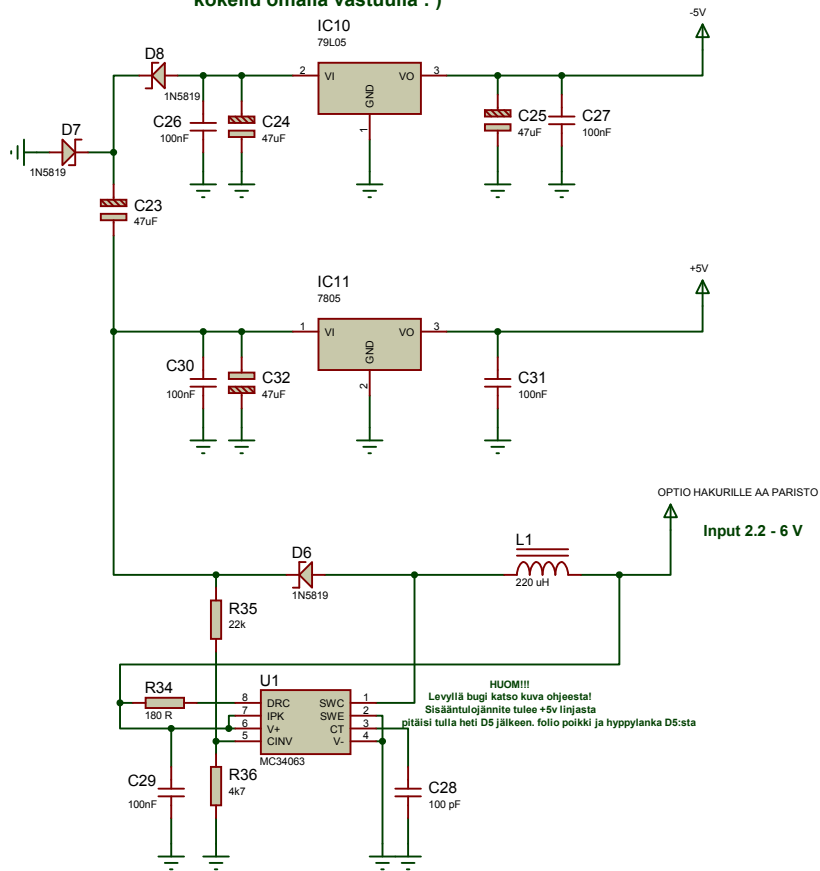 kokeilu omalla vastuulla : )
IC10
79L05
-5V
D8
1N5819
2
VI
VO
3
GND
1
C26
100nF
C24
47uF
C25
47uF
C27
100nF
D7
1N5819
C23
47uF
IC11
7805
+5V
1
VI
VO
3
GND
2
C30
100nF
C32
47uF
C31
100nF
OPTIO HAKURILLE AA PARISTO
Input 2.2 - 6 V
L1
220 uH
D6
1N5819
R35
22k
HUOM!!!
Levyllä bugi katso kuva ohjeesta!
Sisääntulojännite tulee +5v linjasta
pitäisi tulla heti D5 jälkeen. folio poikki ja hyppylanka D5:sta
R34
180 R
U1
8
DRC
SWC
1
7
IPK
SWE
2
6
V+
CT
3
5
CINV
V-
4
MC34063
C29
100nF
R36
4k7
C28
100 pF